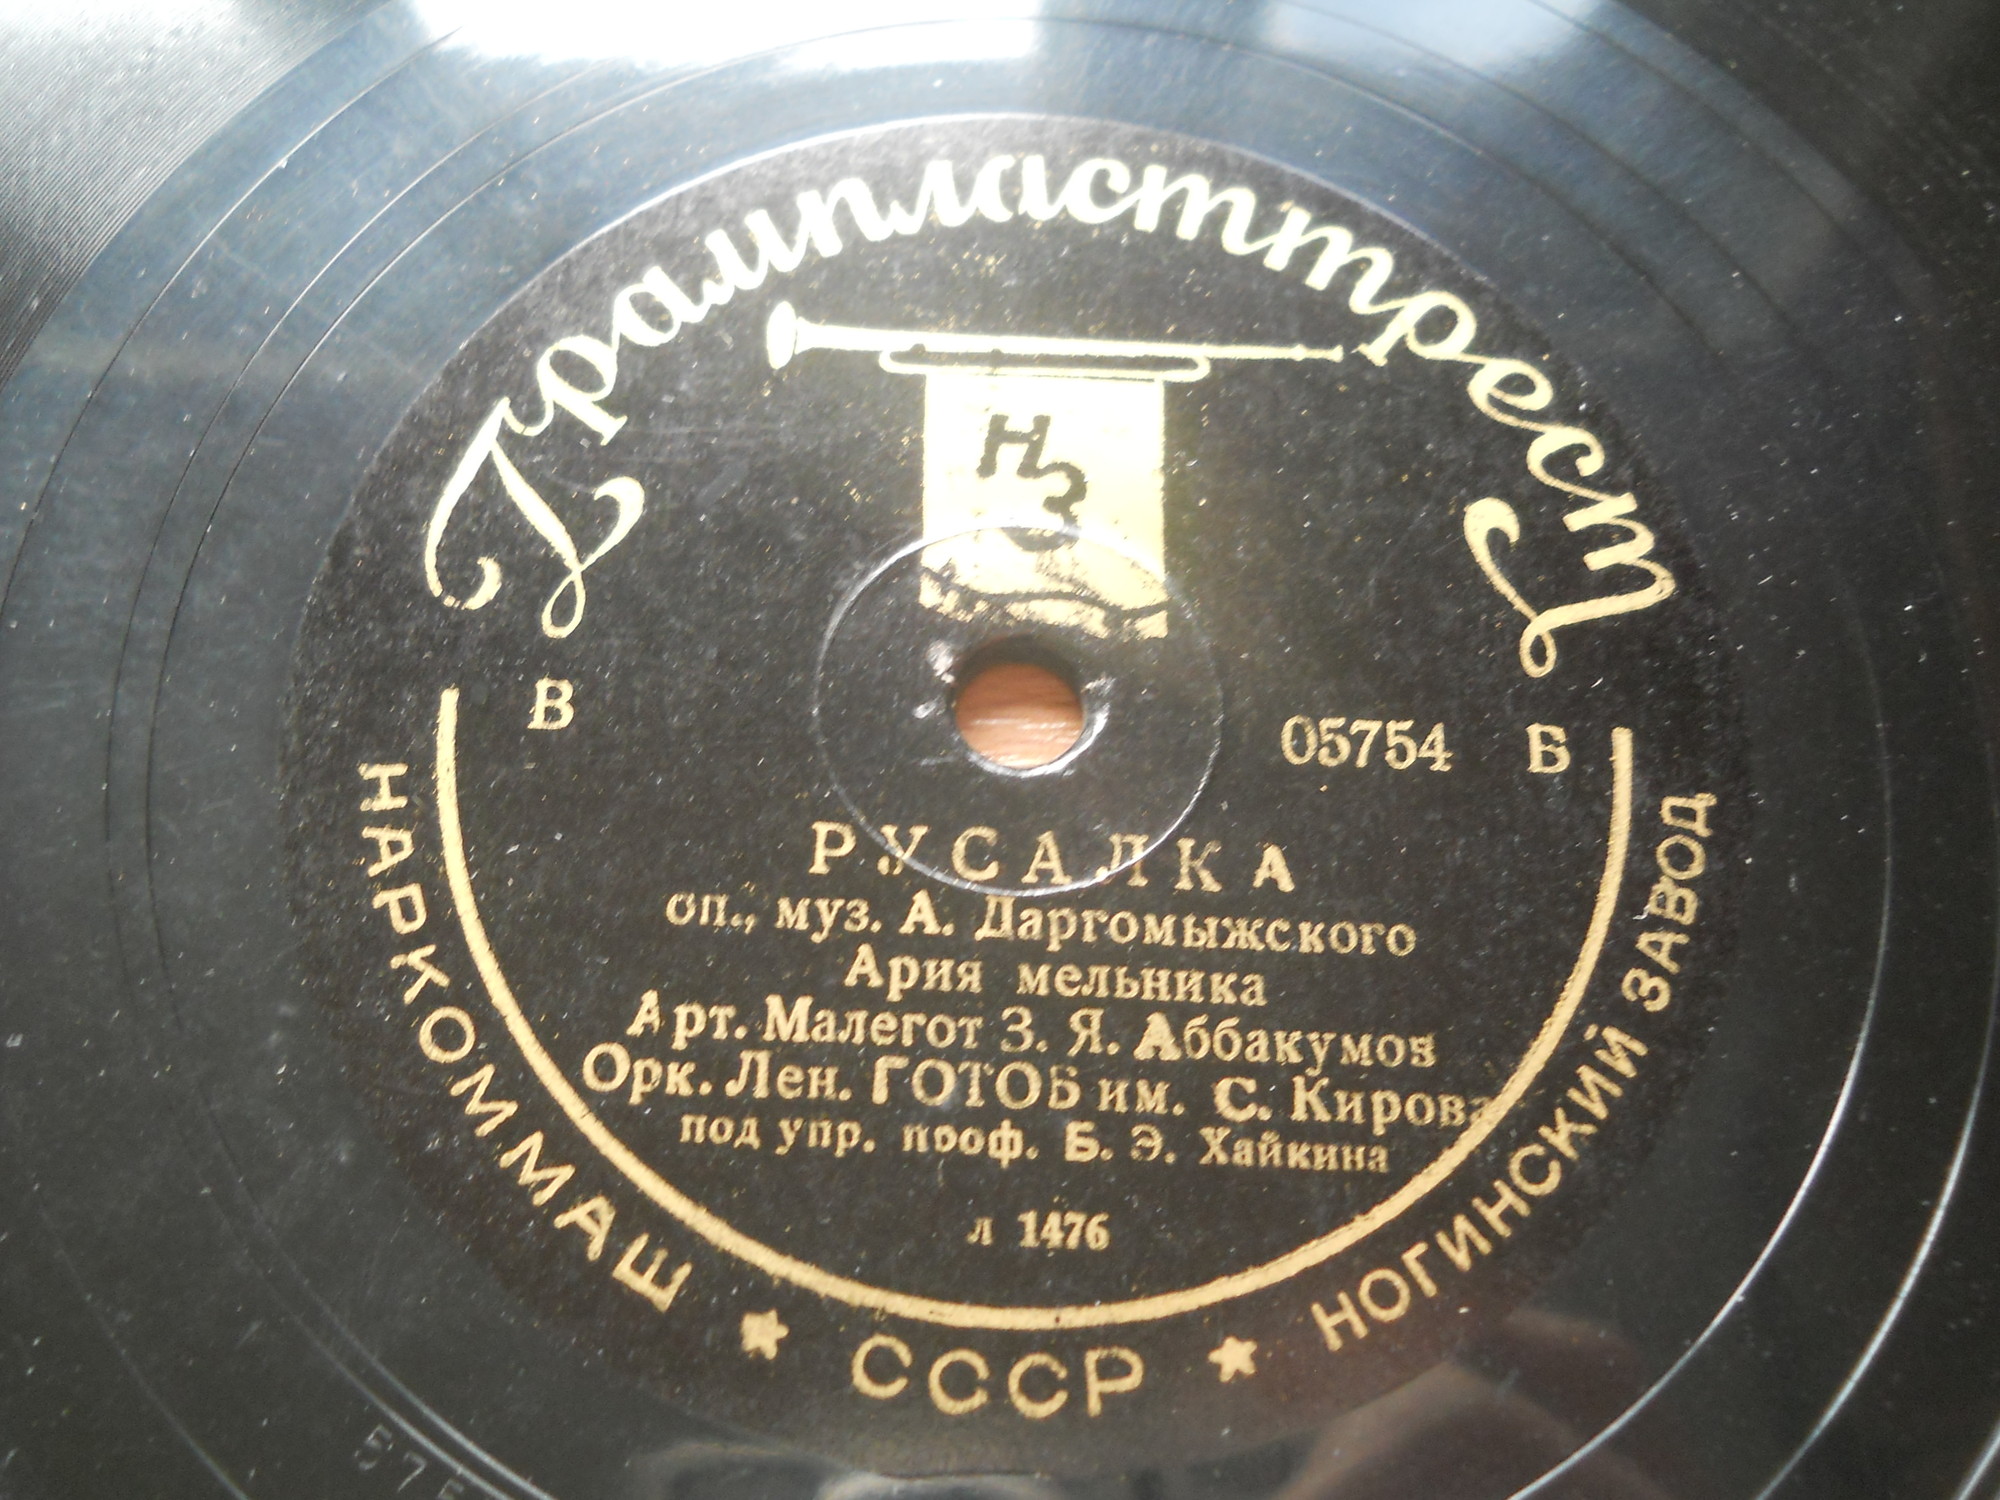 Грампласттрест
НЗ
В
05754 Б
РУСАЛКА
оп., муз. А. Даргомыжского
Ария мельника
Арт. Малегот З. Я. Аббакумов
Орк. Лен. ГОТОБ им. С. Кирова
под упр. проф. Б. Э. Хайкина
л 1476
НАРКОММАШ ★ СССР ★ НОГИНСКИЙ ЗАВОД